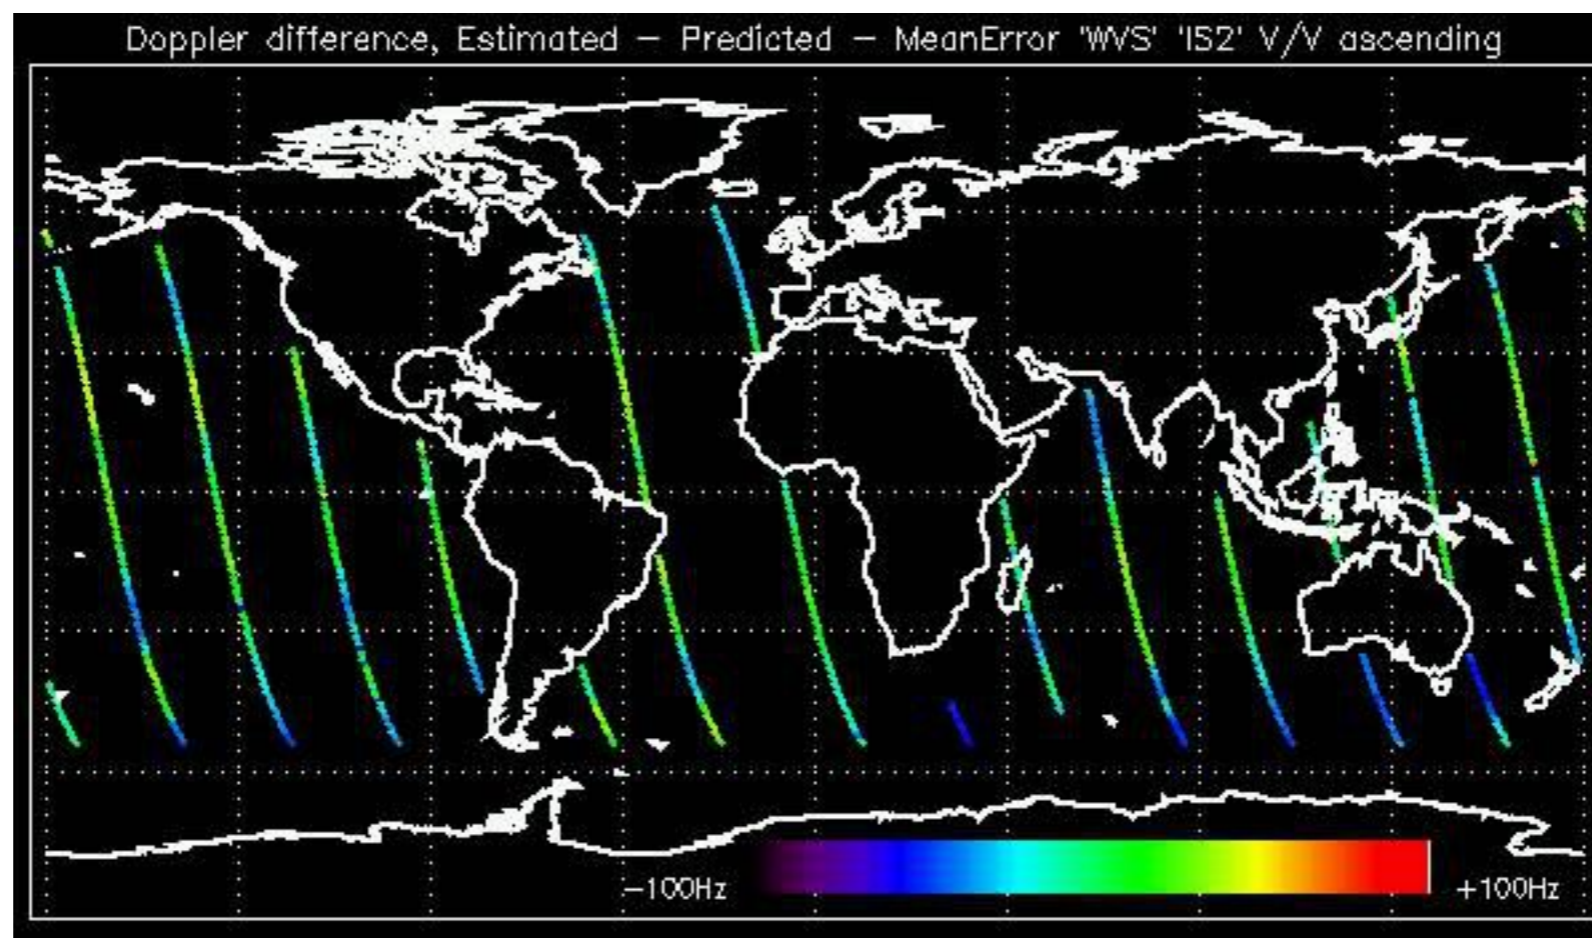 Doppler difference, Estimated – Predicted – MeanError 'WVS' 'IS2' V/V ascending
–100Hz
+100Hz